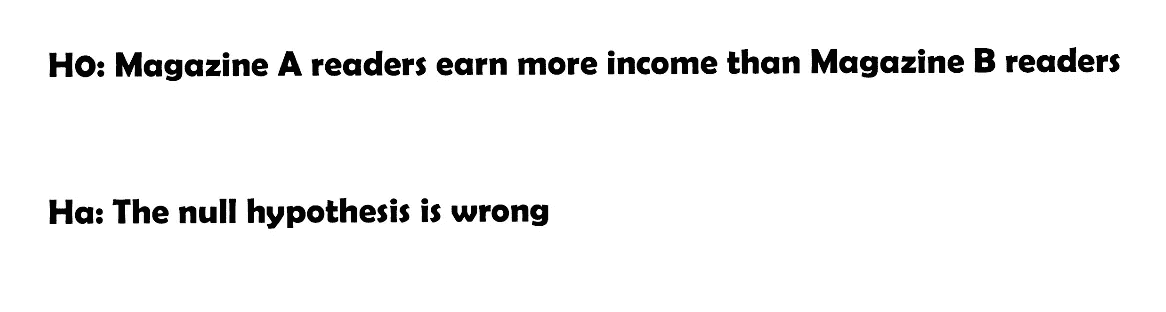 H0: Magazine A readers earn more income than Magazine B readers
Ha: The null hypothesis is wrong